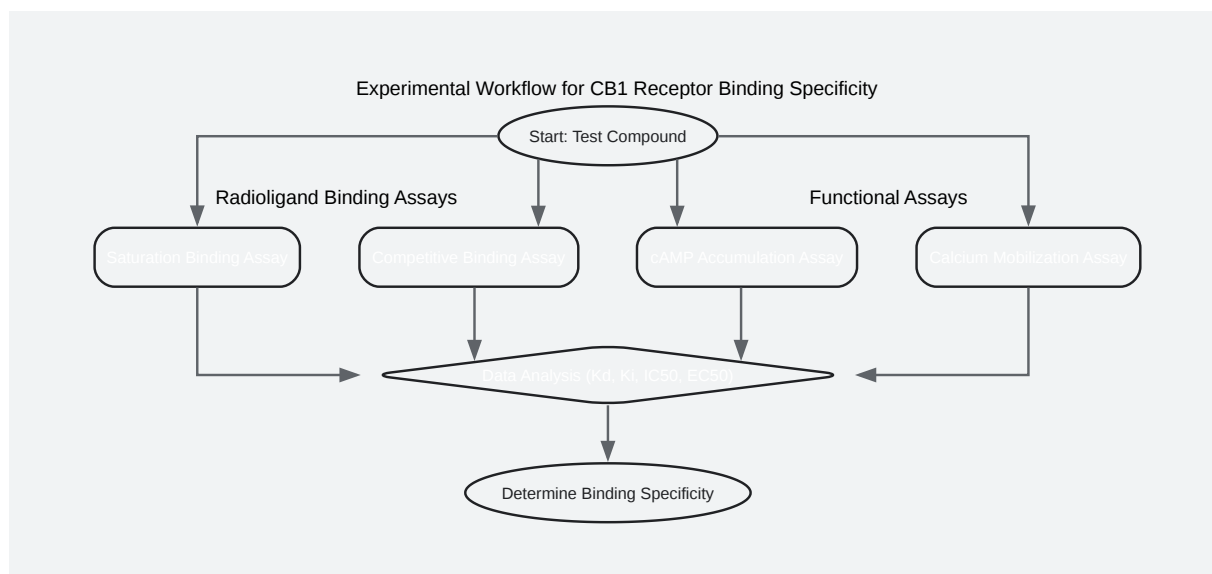 Experimental Workflow for CB1 Receptor Binding Specificity
Start: Test Compound
Radioligand Binding Assays
Functional Assays
Saturation Binding Assay
Competitive Binding Assay
cAMP Accumulation Assay
Calcium Mobilization Assay
Data Analysis (Kd, Ki, IC50, EC50)
Determine Binding Specificity